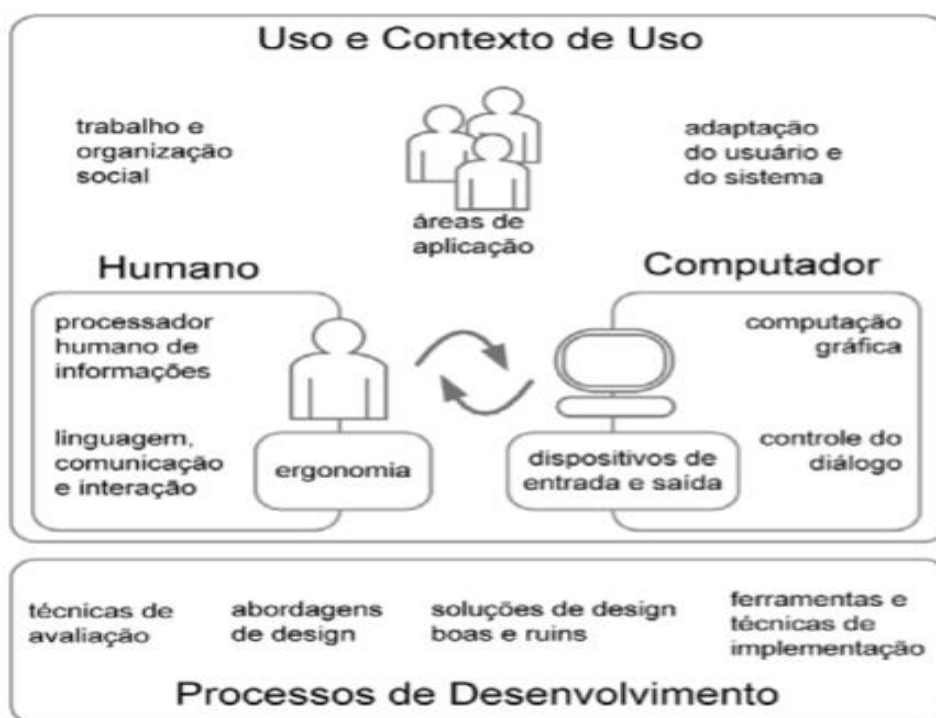 Uso e Contexto de Uso
trabalho e
organização
social
áreas de
aplicação
adaptação
do usuário e
do sistema
Humano
processador
humano de
informações
linguagem,
comunicação
e interação
ergonomia
Computador
computação
gráfica
controle do
diálogo
dispositivos de
entrada e saída
técnicas de
avaliação
abordagens
de design
soluções de design
boas e ruins
ferramentas e
técnicas de
implementação
Processos de Desenvolvimento